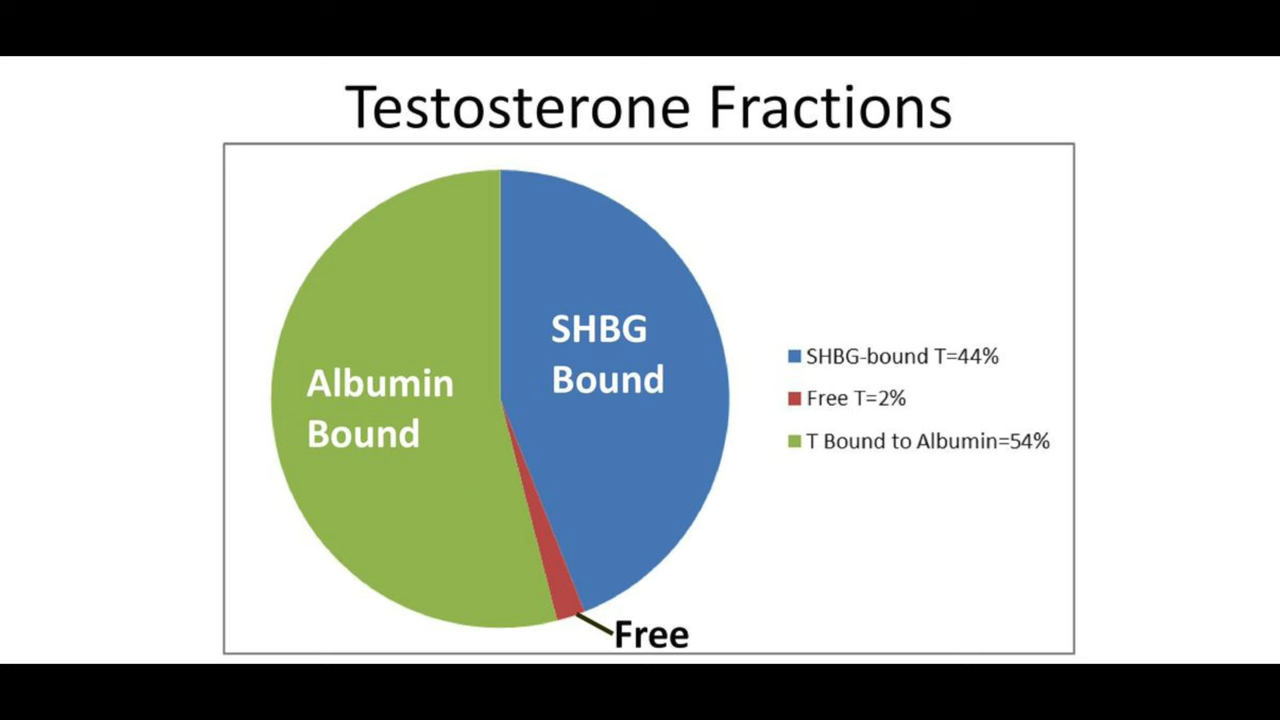 Testosterone Fractions
SHBG
Bound
Albumin
Bound
SHBG-bound T=44%
Free T=2%
T Bound to Albumin=54%
Free